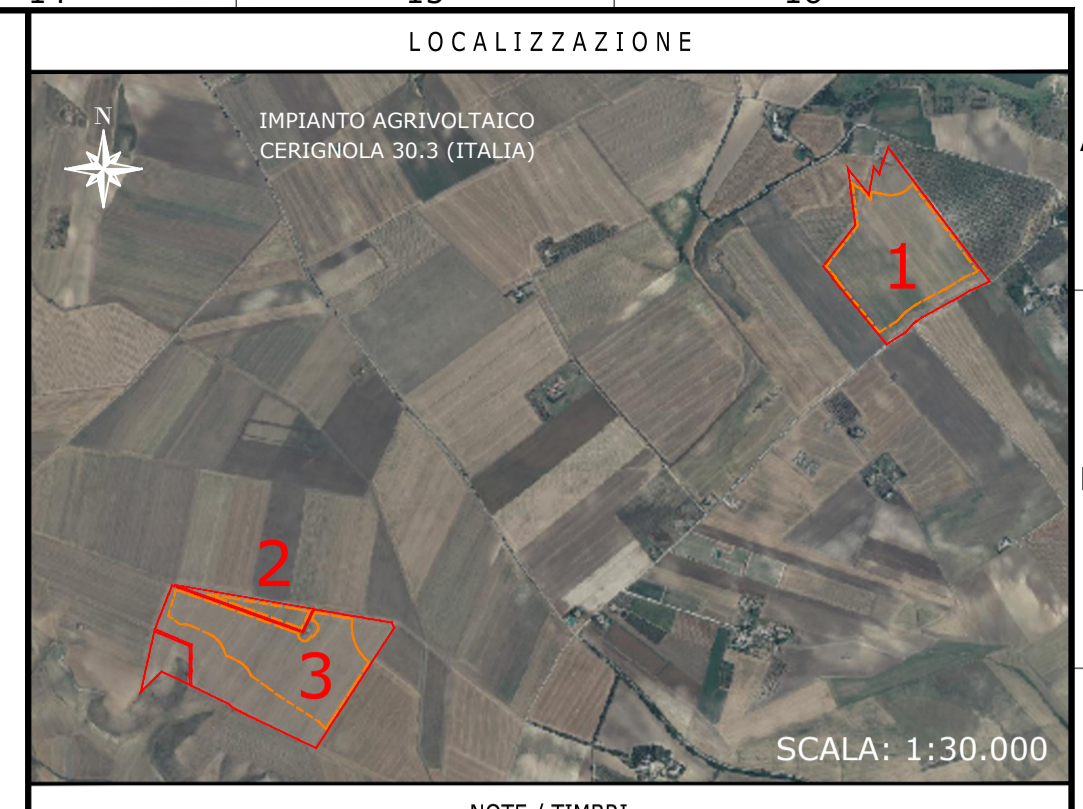 LOCALIZZAZIONE
N
IMPIANTO AGRIVOLTAICO
CERIGNOLA 30.3 (ITALIA)
1
2
3
SCALA: 1:30.000
NOTE / TIMBRI